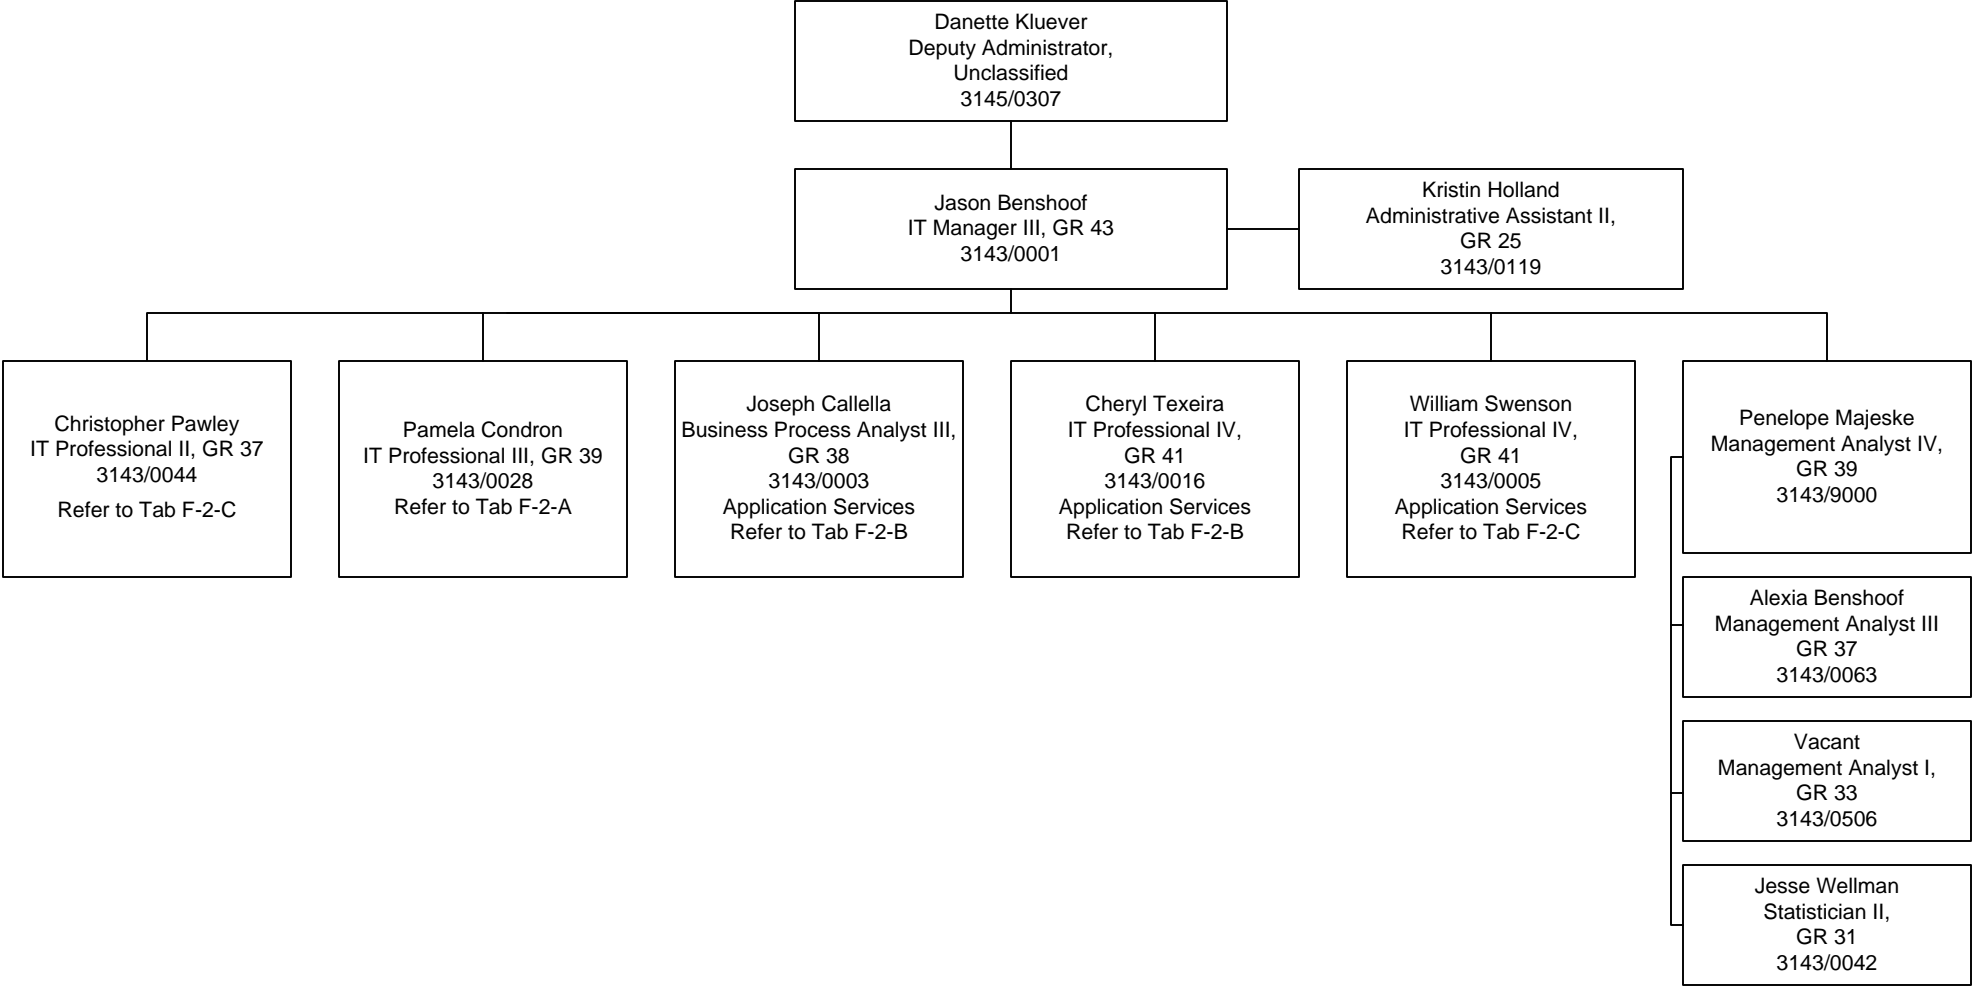 Danette Kluever
Deputy Administrator,
Unclassified
3145/0307
Jason Benshoof
IT Manager III, GR 43
3143/0001
Kristin Holland
Administrative Assistant II,
GR 25
3143/0119
Christopher Pawley
IT Professional II, GR 37
3143/0044
Refer to Tab F-2-C
Pamela Condron
IT Professional III, GR 39
3143/0028
Refer to Tab F-2-A
Joseph Callella
Business Process Analyst III,
GR 38
3143/0003
Application Services
Refer to Tab F-2-B
Cheryl Texeira
IT Professional IV,
GR 41
3143/0016
Application Services
Refer to Tab F-2-B
William Swenson
IT Professional IV,
GR 41
3143/0005
Application Services
Refer to Tab F-2-C
Penelope Majeske
Management Analyst IV,
GR 39
3143/9000
Alexia Benshoof
Management Analyst III
GR 37
3143/0063
Vacant
Management Analyst I,
GR 33
3143/0506
Jesse Wellman
Statistician II,
GR 31
3143/0042